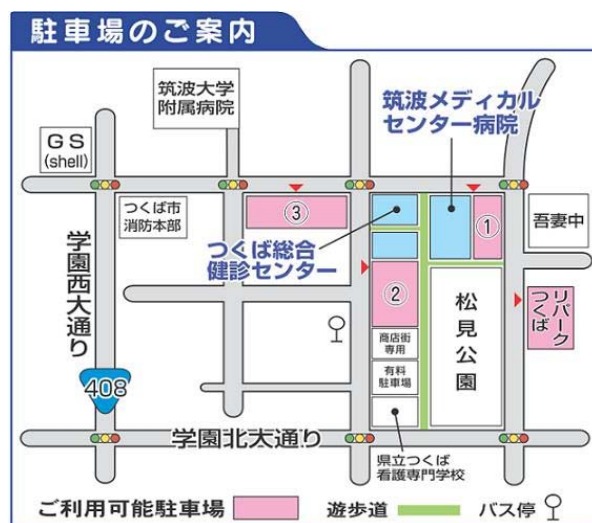 駐車場のご案内
筑波大学
附属病院
筑波メディカル
センター病院
GS
(shell)
つくば市
消防本部
③
①
吾妻中
つくば総合
健診センター
学園西大通り
②
松見公園
リパーク
つくば
商店街
専用
有料
駐車場
408
学園北大通り
県立つくば
看護専門学校
ご利用可能駐車場
遊歩道
バス停